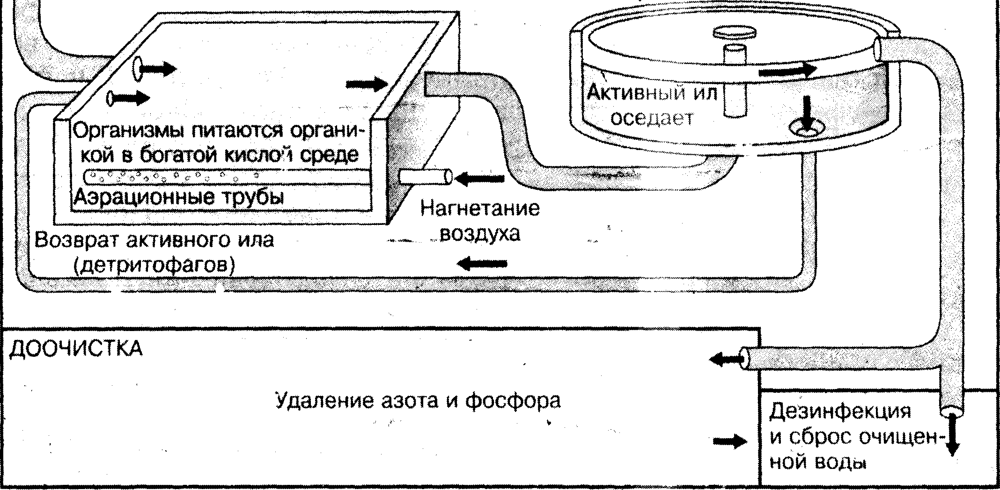 Активный ил
оседает
Организмы питаются органи-
кой в богатой кислой среде
Аэрационные трубы
Нагнетание
воздуха
Возврат активного ила
(детритофагов)
ДООЧИСТКА
Удаление азота и фосфора
Дезинфекция
и сброс очищен-
ной воды